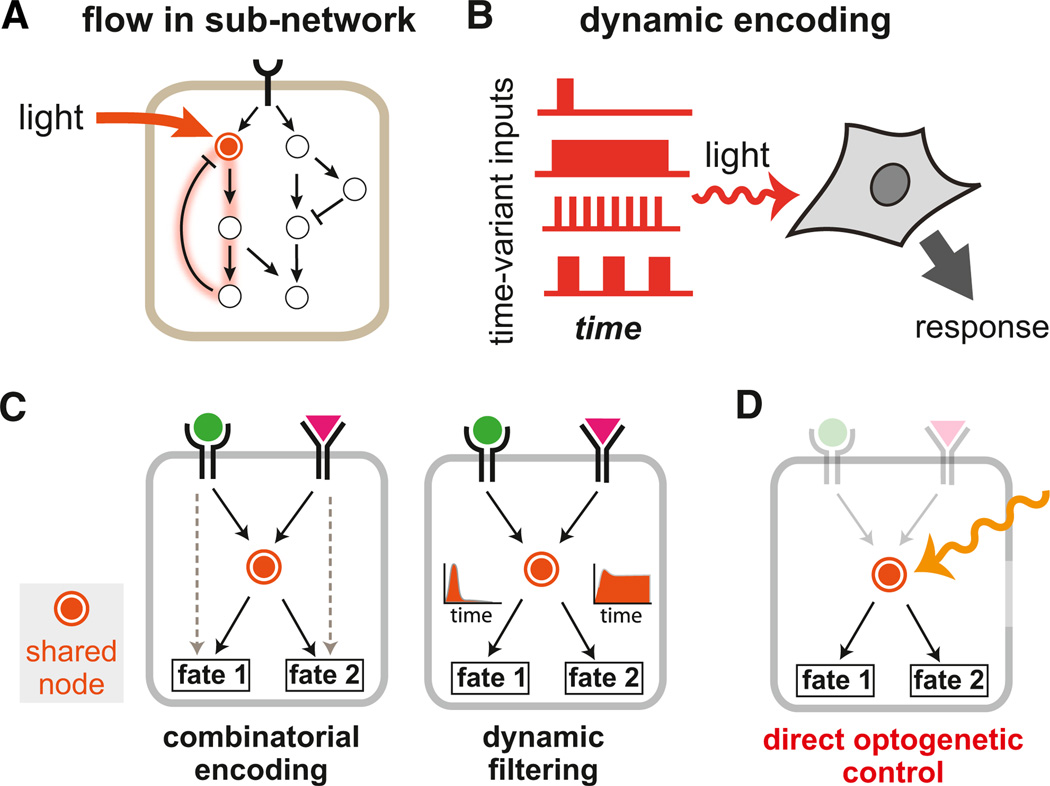 A
flow in sub-network
light
B
dynamic encoding
time-variant inputs
light
time
response
C
shared
node
fate 1
fate 2
combinatorial
encoding
time
time
fate 1
fate 2
dynamic
filtering
D
fate 1
fate 2
direct optogenetic
control